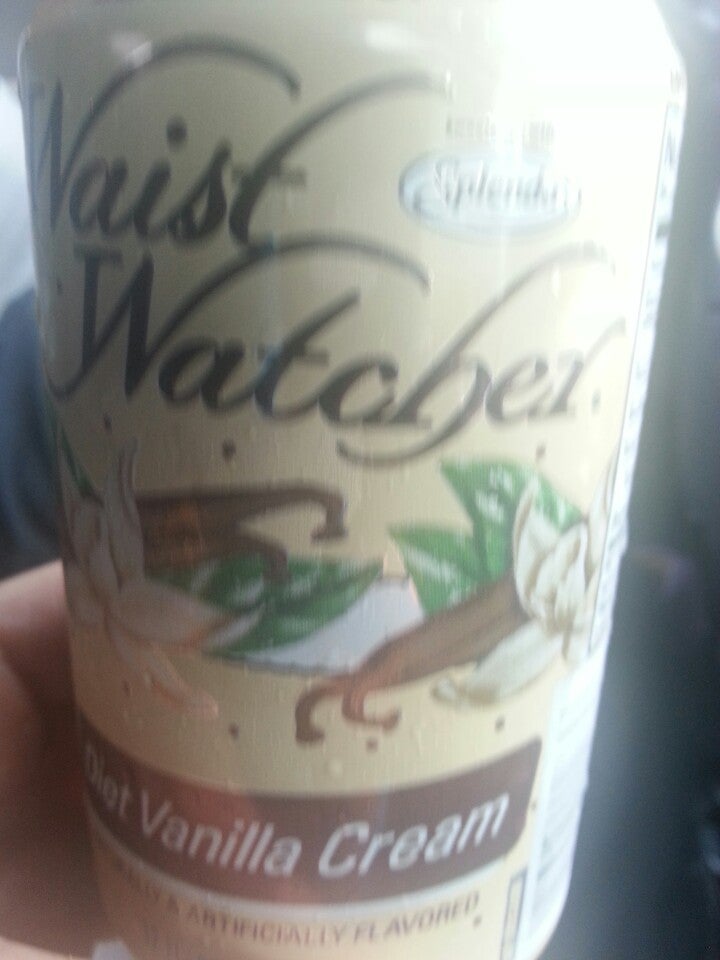 Waist
Splenda
Watcher
Diet Vanilla Cream
& ARTIFICIALLY FLAVORED